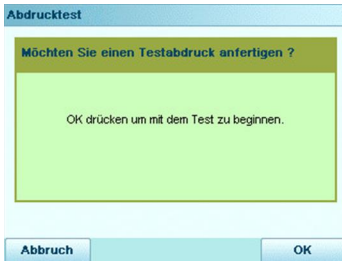 Abdrucktest
Möchten Sie einen Testabdruck anfertigen ?
OK drücken um mit dem Test zu beginnen.
Abbruch
OK